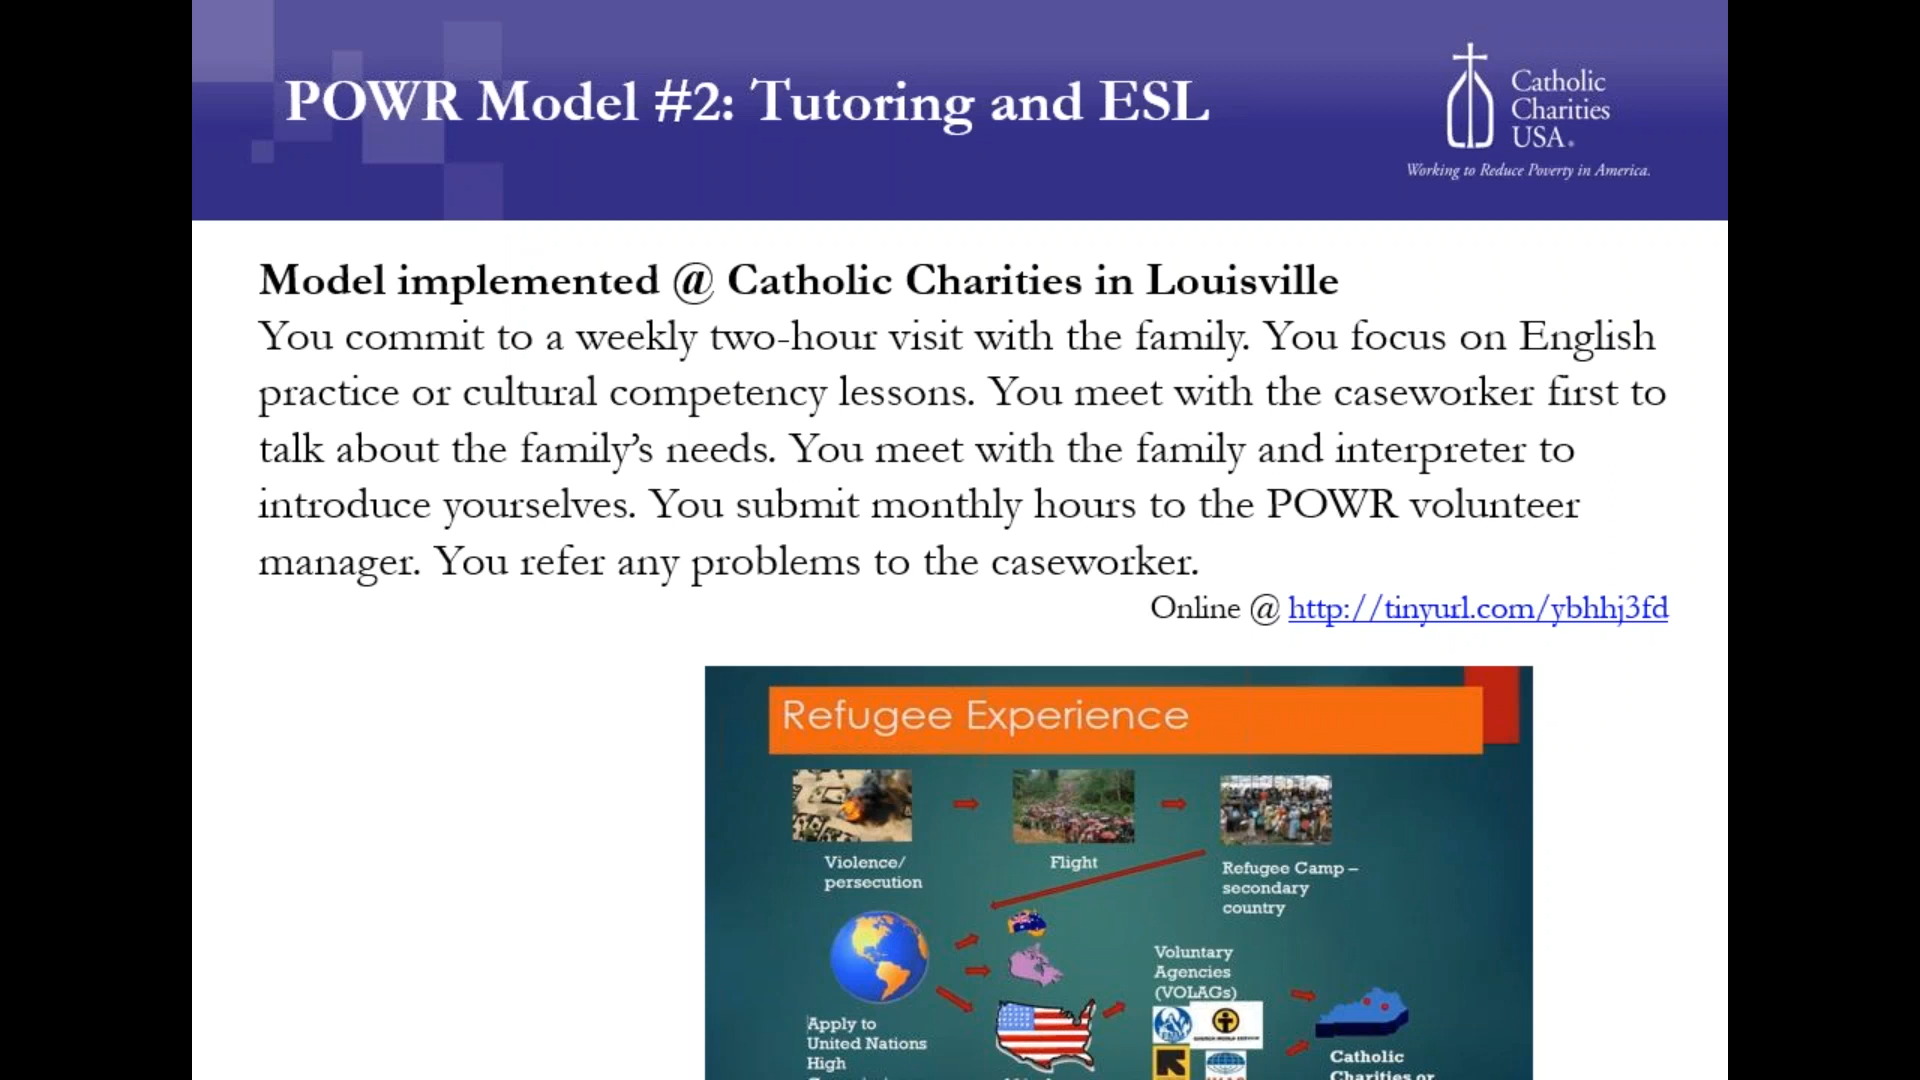 POWR Model #2: Tutoring and ESL
Catholic
Charities
USA®
Working to Reduce Poverty in America.
Model implemented @ Catholic Charities in Louisville
You commit to a weekly two-hour visit with the family. You focus on English
practice or cultural competency lessons. You meet with the caseworker first to
talk about the family’s needs. You meet with the family and interpreter to
introduce yourselves. You submit monthly hours to the POWR volunteer
manager. You refer any problems to the caseworker.
Online @ http://tinyurl.com/ybhhj3fd
Refugee Experience
Violence/
persecution
Flight
Refugee Camp –
secondary
country
Voluntary
Agencies
(VOLAGs)
Apply to
United Nations
High
Catholic
Charities or